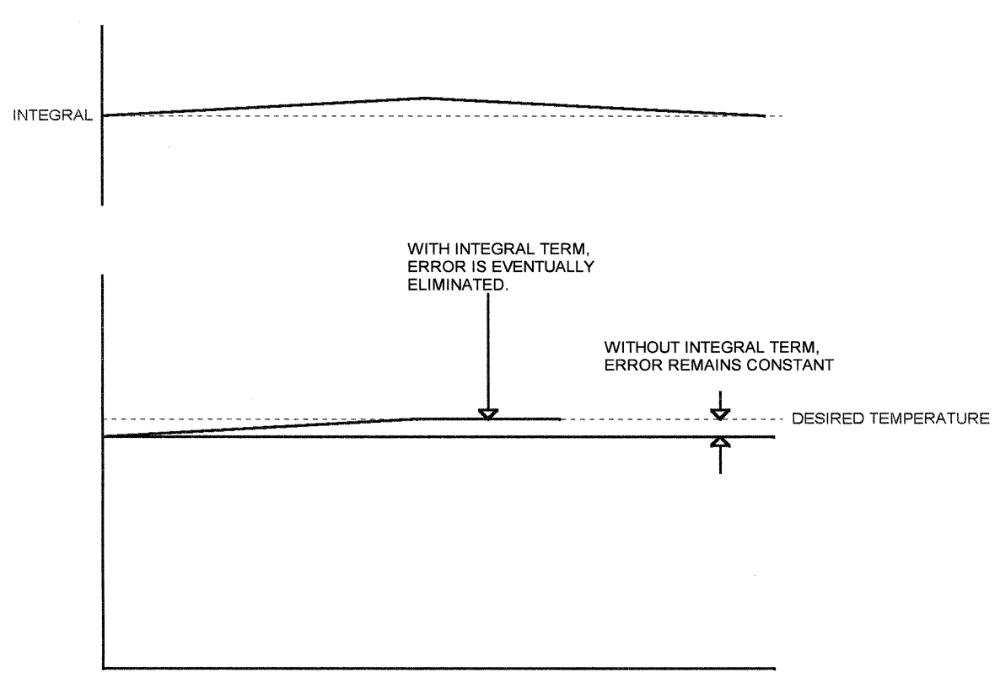 INTEGRAL
WITH INTEGRAL TERM,
ERROR IS EVENTUALLY
ELIMINATED.
WITHOUT INTEGRAL TERM,
ERROR REMAINS CONSTANT
DESIRED TEMPERATURE